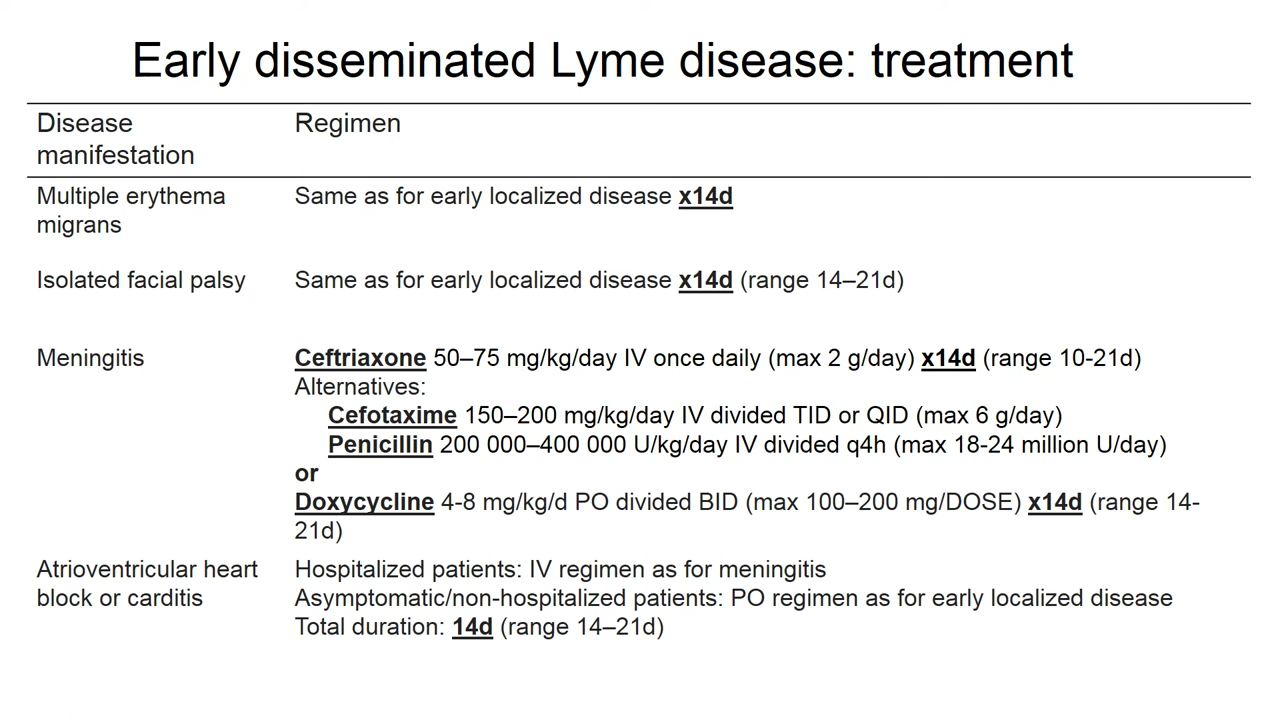 Early disseminated Lyme disease: treatment
Disease manifestation
Regimen
Multiple erythema migrans
Same as for early localized disease x14d
Isolated facial palsy
Same as for early localized disease x14d (range 14–21d)
Meningitis
Ceftriaxone 50–75 mg/kg/day IV once daily (max 2 g/day) x14d (range 10-21d)
Alternatives:
Cefotaxime 150–200 mg/kg/day IV divided TID or QID (max 6 g/day)
Penicillin 200 000–400 000 U/kg/day IV divided q4h (max 18-24 million U/day)
or
Doxycycline 4-8 mg/kg/d PO divided BID (max 100–200 mg/DOSE) x14d (range 14-
21d)
Atrioventricular heart block or carditis
Hospitalized patients: IV regimen as for meningitis
Asymptomatic/non-hospitalized patients: PO regimen as for early localized disease
Total duration: 14d (range 14–21d)